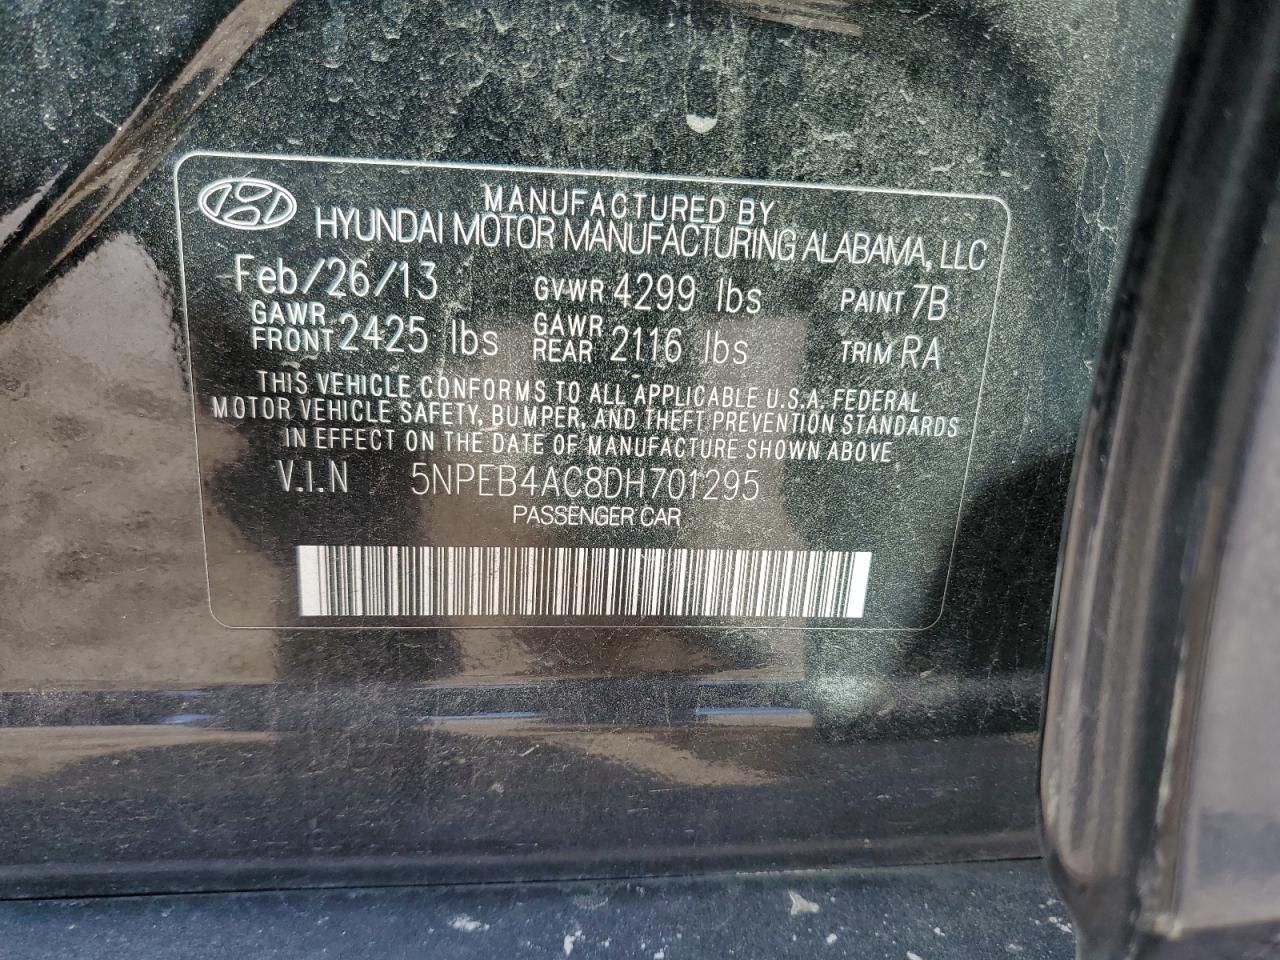 MANUFACTURED BY
HYUNDAI MOTOR MANUFACTURING ALABAMA, LLC
Feb/26/13 GVWR 4299 lbs PAINT 7B
GAWR FRONT 2425 lbs GAWR REAR 2116 lbs TRIM RA
THIS VEHICLE CONFORMS TO ALL APPLICABLE U.S.A. FEDERAL
MOTOR VEHICLE SAFETY, BUMPER, AND THEFT PREVENTION STANDARDS
IN EFFECT ON THE DATE OF MANUFACTURE SHOWN ABOVE
V.I.N 5NPEB4AC8DH701295
PASSENGER CAR